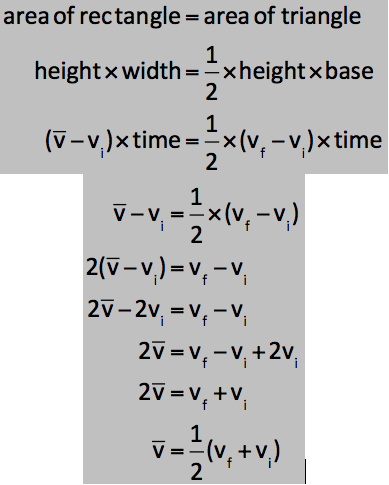 area of rectangle = area of triangle
height × width = 1/2 × height × base
(v̅ − vᵢ) × time = 1/2 × (v_f − vᵢ) × time
v̅ − vᵢ = 1/2 × (v_f − vᵢ)
2(v̅ − vᵢ) = v_f − vᵢ
2v̅ − 2vᵢ = v_f − vᵢ
2v̅ = v_f − vᵢ + 2vᵢ
2v̅ = v_f + vᵢ
v̅ = 1/2 (v_f + vᵢ)